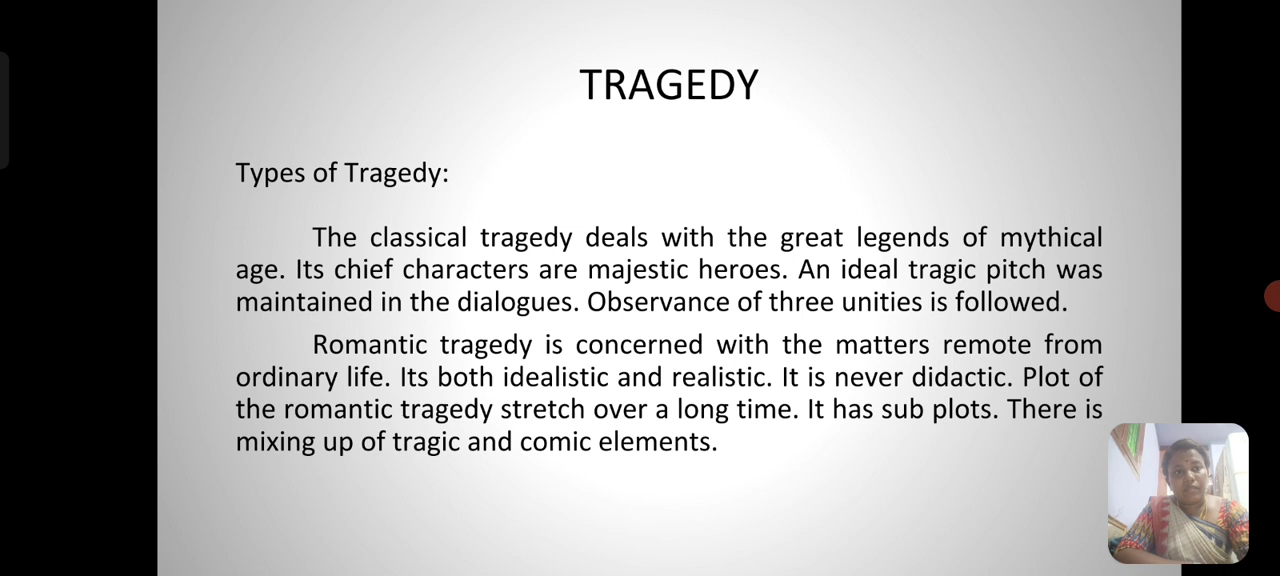 TRAGEDY
Types of Tragedy:
The classical tragedy deals with the great legends of mythical
age. Its chief characters are majestic heroes. An ideal tragic pitch was
maintained in the dialogues. Observance of three unities is followed.
Romantic tragedy is concerned with the matters remote from
ordinary life. Its both idealistic and realistic. It is never didactic. Plot of
the romantic tragedy stretch over a long time. It has sub plots. There is
mixing up of tragic and comic elements.